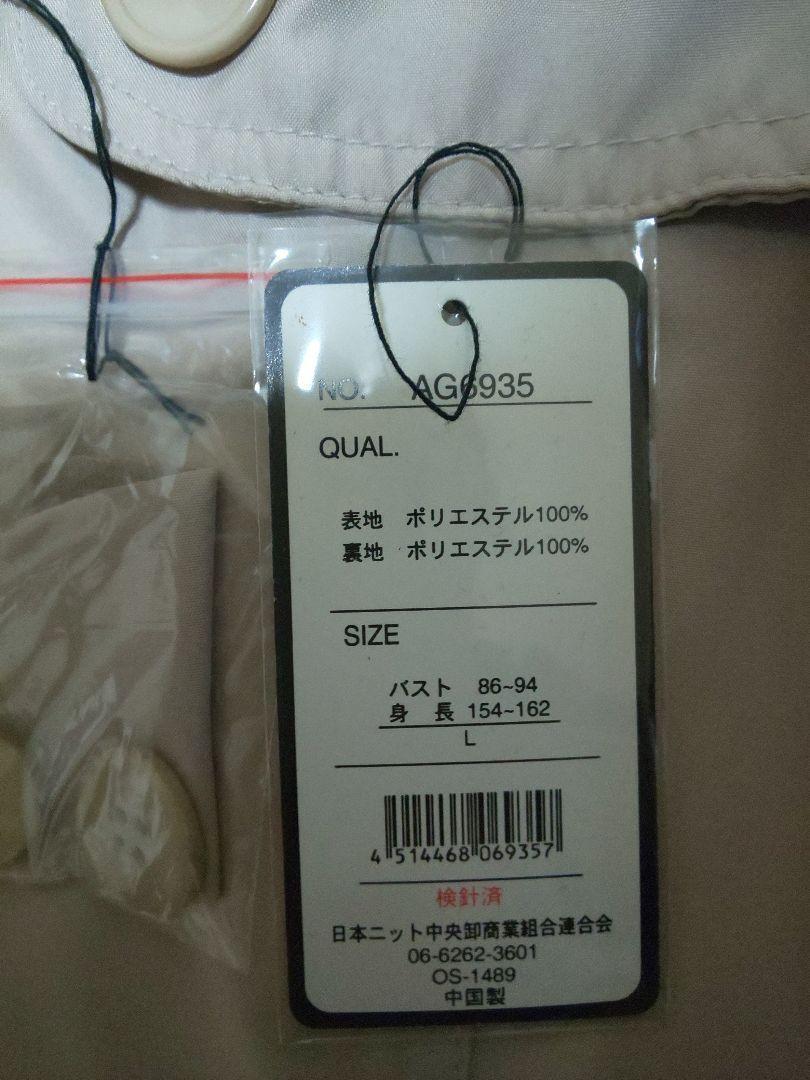 NO. AG6935
QUAL.
表地 ポリエステル100%
裏地 ポリエステル100%
SIZE
バスト 86~94
身 長 154~162
L
4 514468 069357
検針済
日本ニット中央卸商業組合連合会
06-6262-3601
OS-1489
中国製